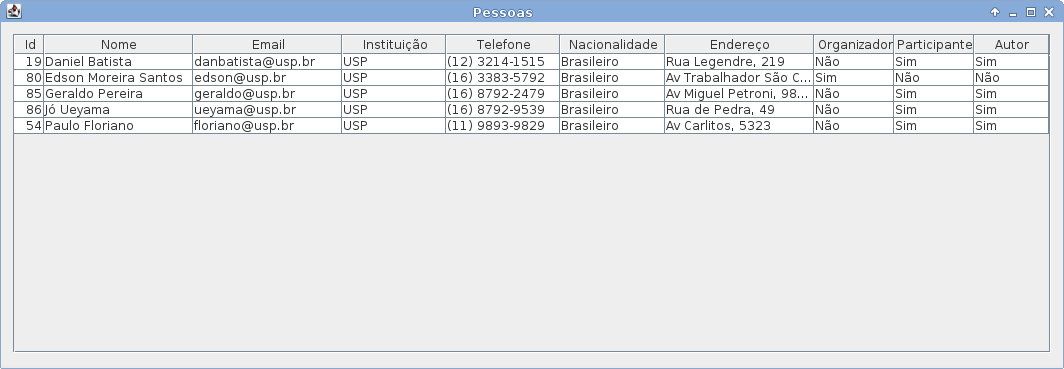 Pessoas
Id Nome Email Instituição Telefone Nacionalidade Endereço Organizador Participante Autor
19 Daniel Batista danbatista@usp.br USP (12) 3214-1515 Brasileiro Rua Legendre, 219 Não Sim Sim
80 Edson Moreira Santos edson@usp.br USP (16) 3383-5792 Brasileiro Av Trabalhador São C... Sim Não Não
85 Geraldo Pereira geraldo@usp.br USP (16) 8792-2479 Brasileiro Av Miguel Petroni, 98... Não Sim Sim
86 Jó Ueyama ueyama@usp.br USP (16) 8792-9539 Brasileiro Rua de Pedra, 49 Não Sim Sim
54 Paulo Floriano floriano@usp.br USP (11) 9893-9829 Brasileiro Av Carlitos, 5323 Não Sim Sim